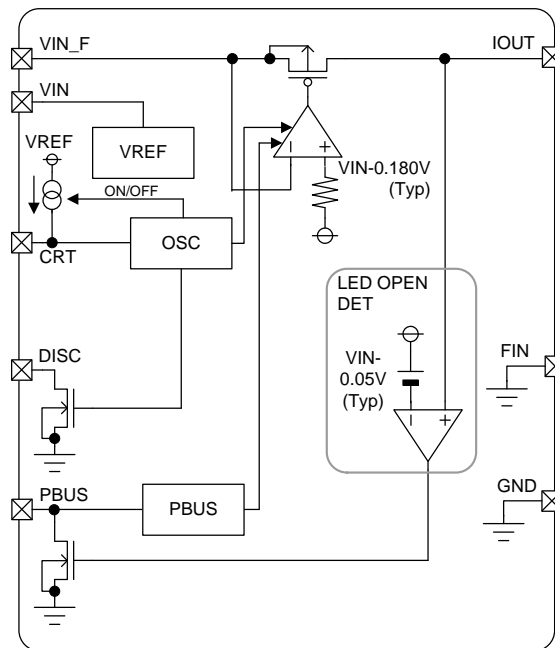 VIN_F
IOUT
VIN
VREF
VREF
ON/OFF
VIN-0.180V
(Typ)
OSC
CRT
LED OPEN
DET
VIN-
0.05V
(Typ)
DISC
FIN
PBUS
PBUS
GND